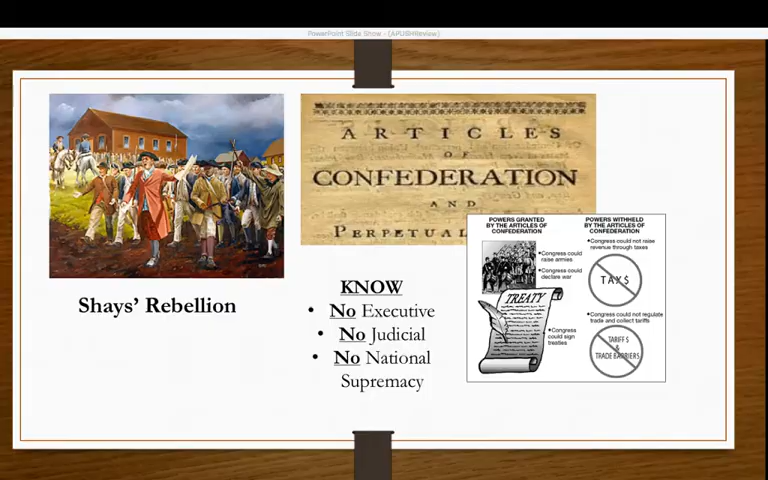 PowerPoint Slide Show - (APUSHReview)
ARTICLES
OF
CONFEDERATION
AND
PERPETUAL
Shays' Rebellion
KNOW
• No Executive
• No Judicial
• No National
Supremacy
POWERS GRANTED
BY THE ARTICLES OF
CONFEDERATION
• Congress could
raise armies
• Congress could
declare war
TREATY
• Congress
could sign
treaties
POWERS WITHHELD
BY THE ARTICLES OF
CONFEDERATION
• Congress could not raise
revenue through taxes
TAX$
• Congress could not regulate
trade and collect tariffs
TARIFF$
&
TRADE BARRIERS